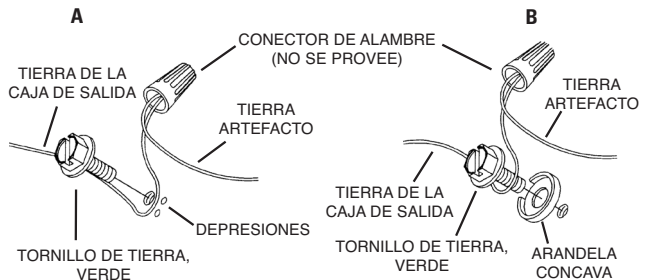 A
B
CONECTOR DE ALAMBRE
(NO SE PROVEE)
TIERRA DE LA
CAJA DE SALIDA
TIERRA
ARTEFACTO
DEPRESIONES
TORNILLO DE TIERRA,
VERDE
TIERRA
ARTEFACTO
TIERRA DE LA
CAJA DE SALIDA
TORNILLO DE TIERRA,
VERDE
ARANDELA
CONCAVA